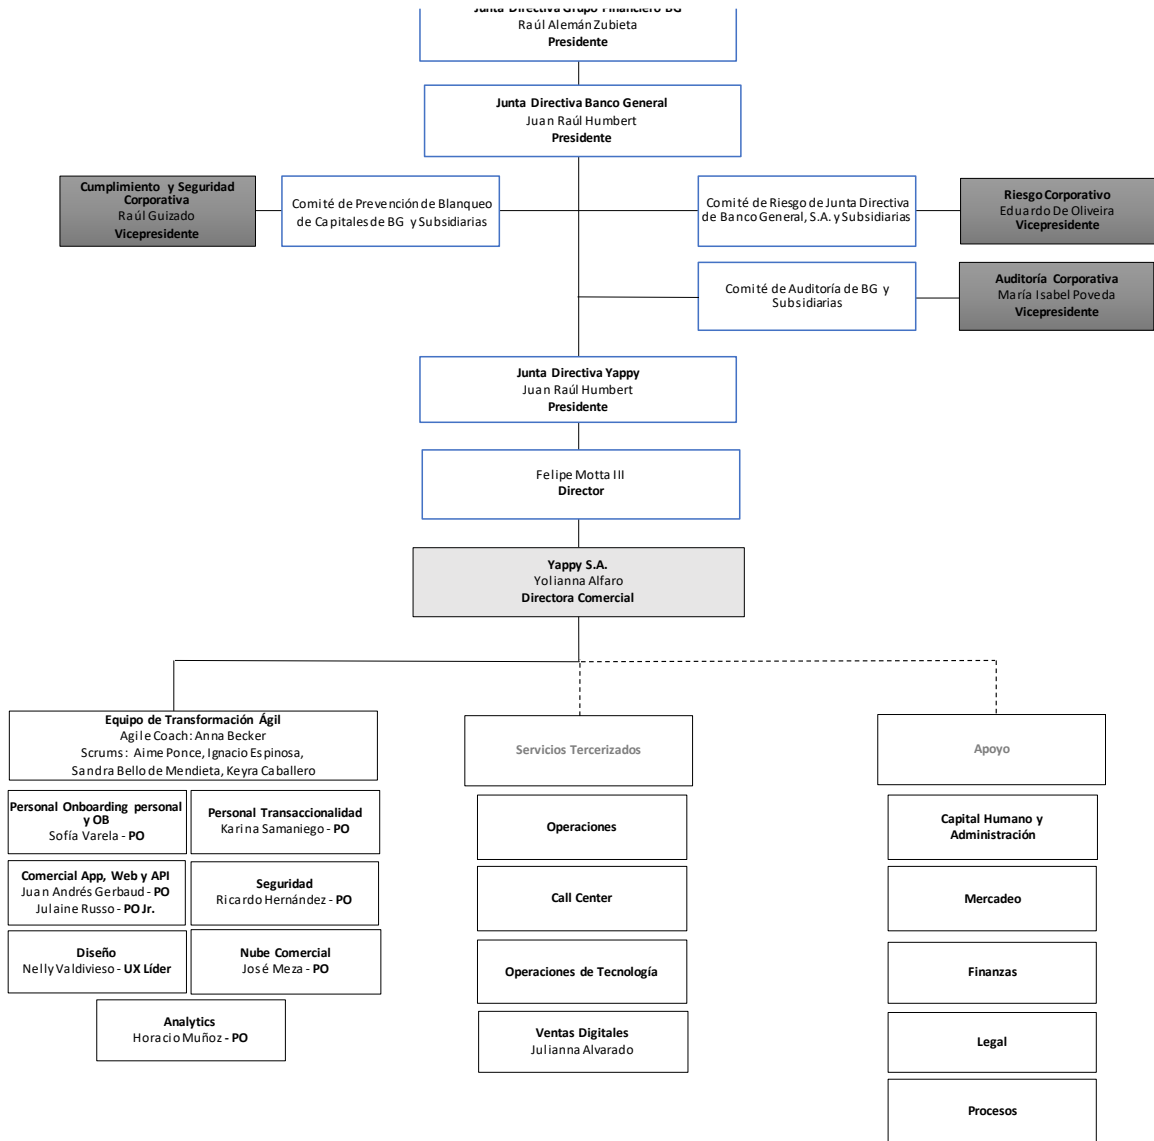 Junta Directiva Grupo Financiero BG
Raúl Alemán Zubieta
Presidente
Junta Directiva Banco General
Juan Raúl Humbert
Presidente
Cumplimiento y Seguridad
Corporativa
Raúl Guizado
Vicepresidente
Comité de Prevención de Blanqueo
de Capitales de BG y Subsidiarias
Comité de Riesgo de Junta Directiva
de Banco General, S.A. y Subsidiarias
Riesgo Corporativo
Eduardo De Oliveira
Vicepresidente
Comité de Auditoría de BG y
Subsidiarias
Auditoría Corporativa
María Isabel Poveda
Vicepresidente
Junta Directiva Yappy
Juan Raúl Humbert
Presidente
Felipe Motta III
Director
Yappy S.A.
Yolianna Alfaro
Directora Comercial
Equipo de Transformación Ágil
Agile Coach: Anna Becker
Scrums: Aime Ponce, Ignacio Espinosa,
Sandra Bello de Mendieta, Keyra Caballero
Personal Onboarding personal
y OB
Sofía Varela - PO
Personal Transaccionalidad
Karina Samaniego - PO
Comercial App, Web y API
Juan Andrés Gerbaud - PO
Julaine Russo - PO Jr.
Seguridad
Ricardo Hernández - PO
Diseño
Nelly Valdivieso - UX Líder
Nube Comercial
José Meza - PO
Analytics
Horacio Muñoz - PO
Servicios Tercerizados
Operaciones
Call Center
Operaciones de Tecnología
Ventas Digitales
Julianna Alvarado
Apoyo
Capital Humano y
Administración
Mercadeo
Finanzas
Legal
Procesos